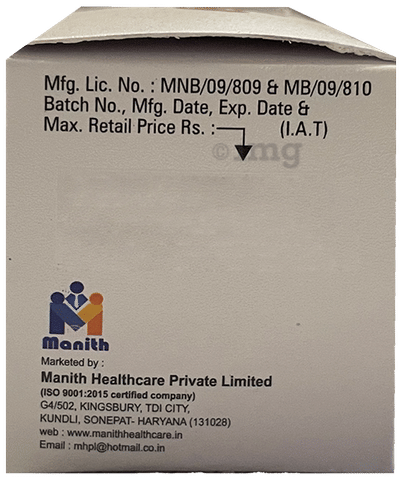 Mfg. Lic. No. : MNB/09/809 & MB/09/810
Batch No., Mfg. Date, Exp. Date &
Max. Retail Price Rs. : (I.A.T)
©1mg
Manith
Marketed by :
Manith Healthcare Private Limited
(ISO 9001:2015 certified company)
G4/502, KINGSBURY, TDI CITY,
KUNDLI, SONEPAT- HARYANA (131028)
web : www.manithhealthcare.in
Email : mhpl@hotmail.co.in